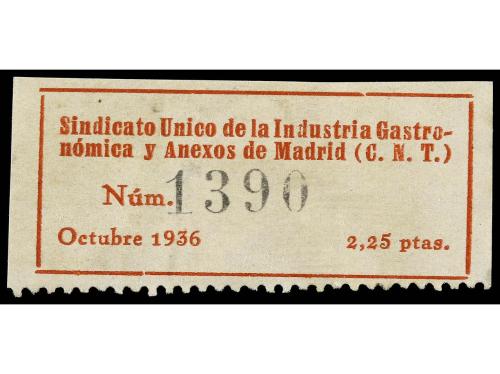 Sindicato Unico de la Industria Gastro-
nómica y Anexos de Madrid (C. N. T.)
Núm. 1390
Octubre 1936 2,25 ptas.